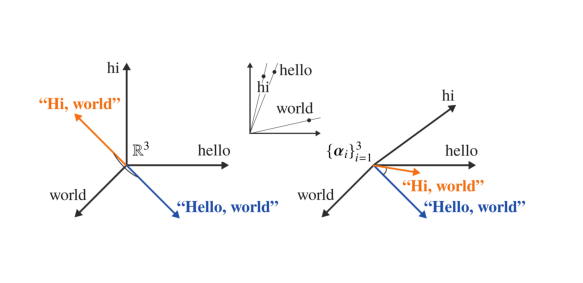 hi
“Hi, world”
ℝ³
hello
world
“Hello, world”
hello
hi
world
hi
{αᵢ}³ᵢ₌₁
hello
“Hi, world”
world
“Hello, world”